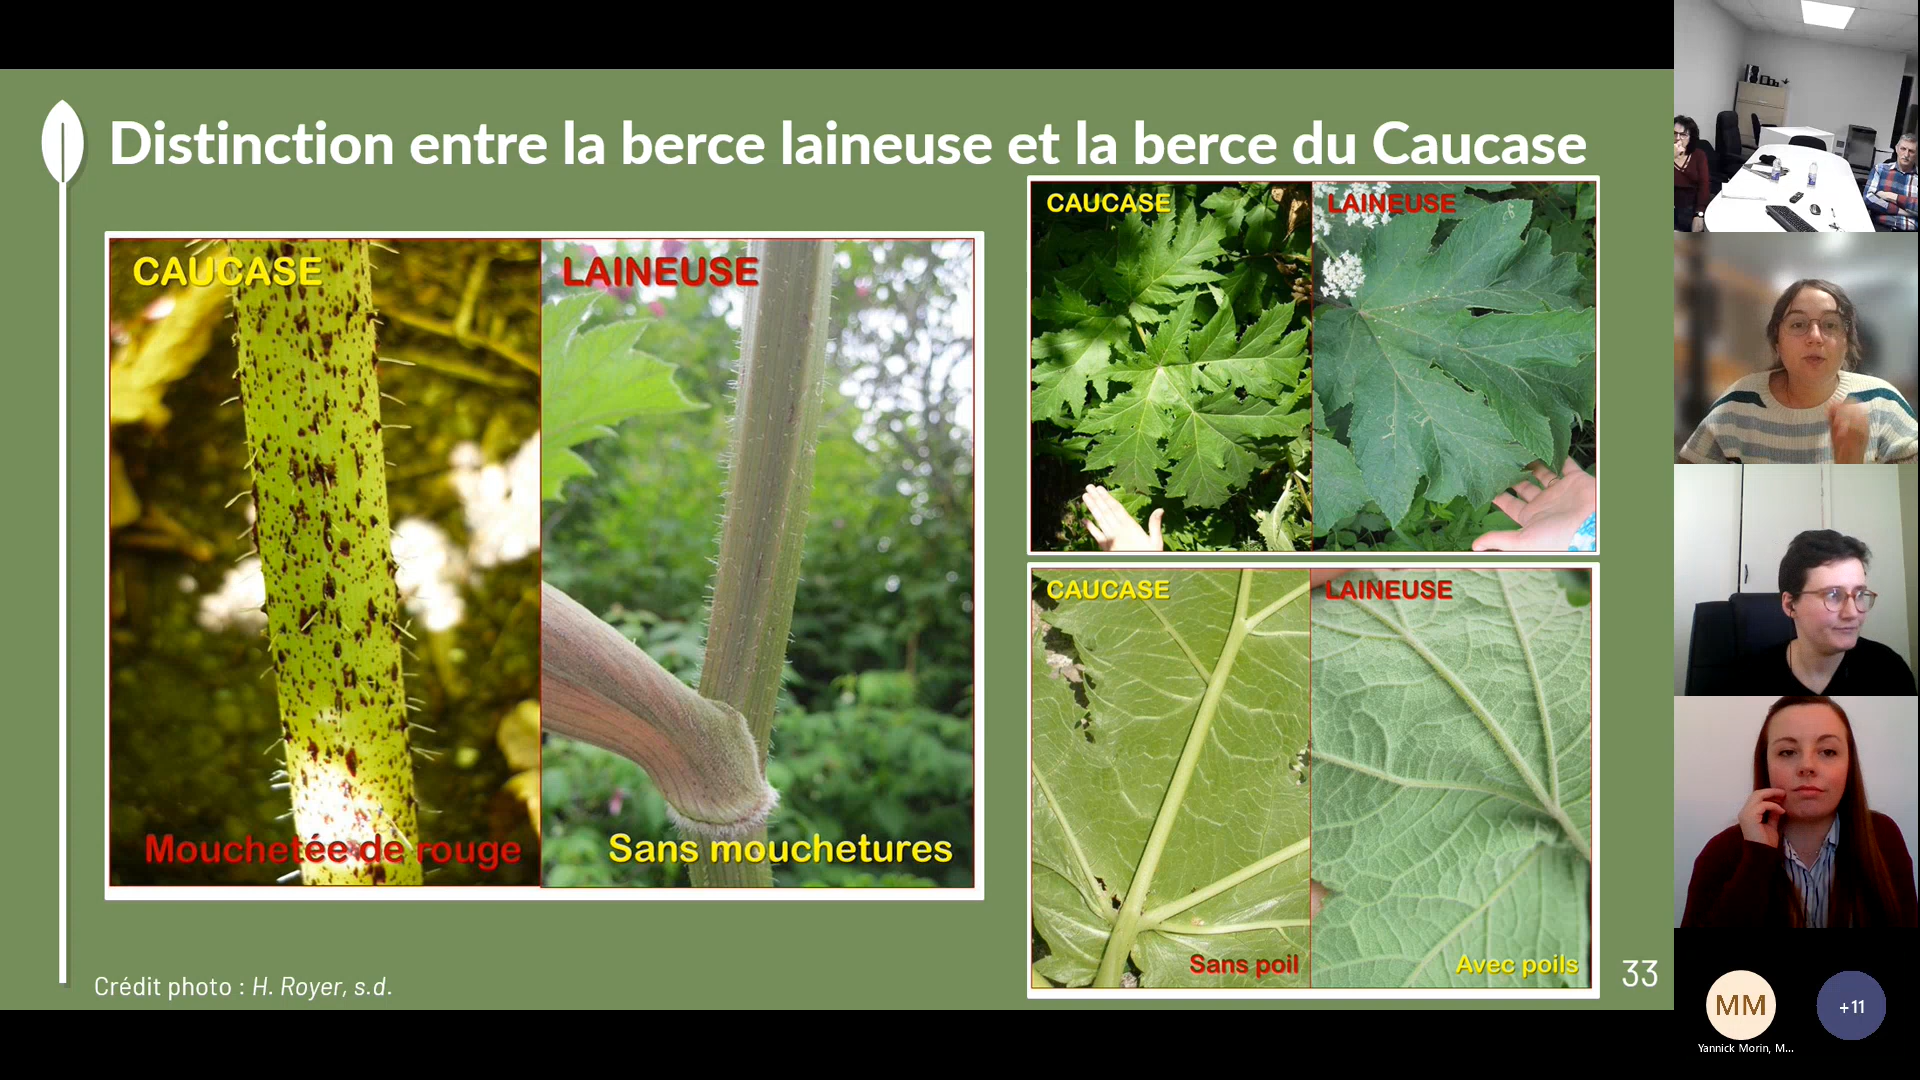 Distinction entre la berce laineuse et la berce du Caucase
CAUCASE
LAINEUSE
Mouchetée de rouge
Sans mouchetures
CAUCASE
LAINEUSE
CAUCASE
LAINEUSE
Sans poil
Avec poils
Crédit photo : H. Royer, s.d.
33
MM
+11
Yannick Morin, M...